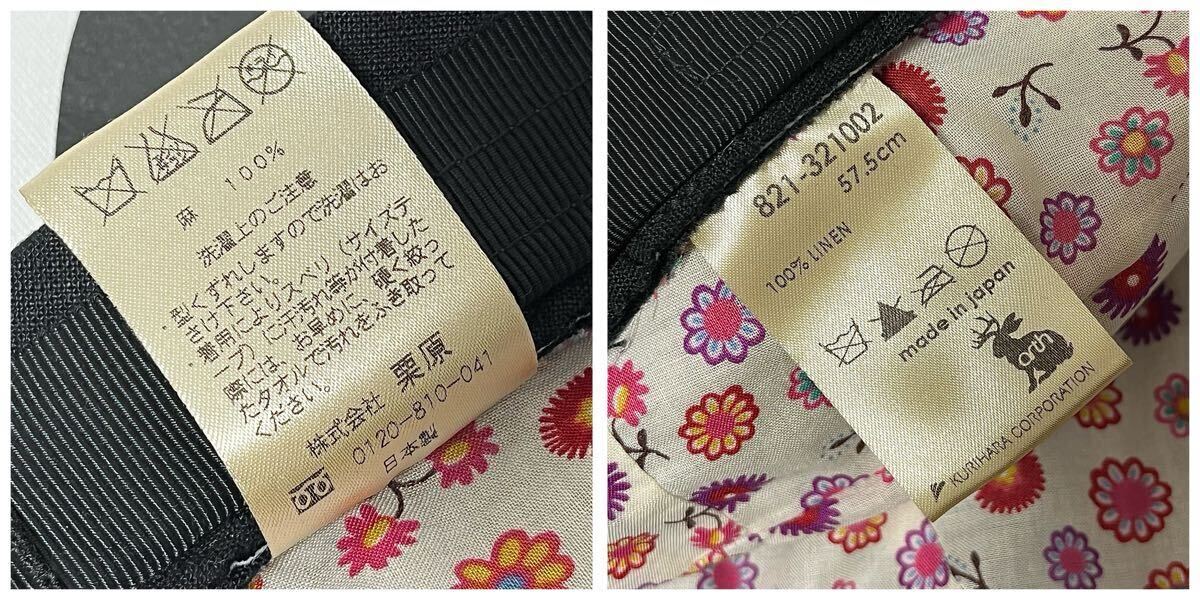 麻 100%
洗濯上のご注意
型くずれしますので洗濯はお
さけ下さい。
着用によりスベリ(サイズテ
ープ)に汗汚れ等が付着した
際には、お早めに、硬く絞っ
たタオルで汚れをふき取って
ください。
株式会社 栗原
0120-810-041
日本製
821-321002
57.5cm
100% LINEN
made in japan
orth
KURIHARA CORPORATION